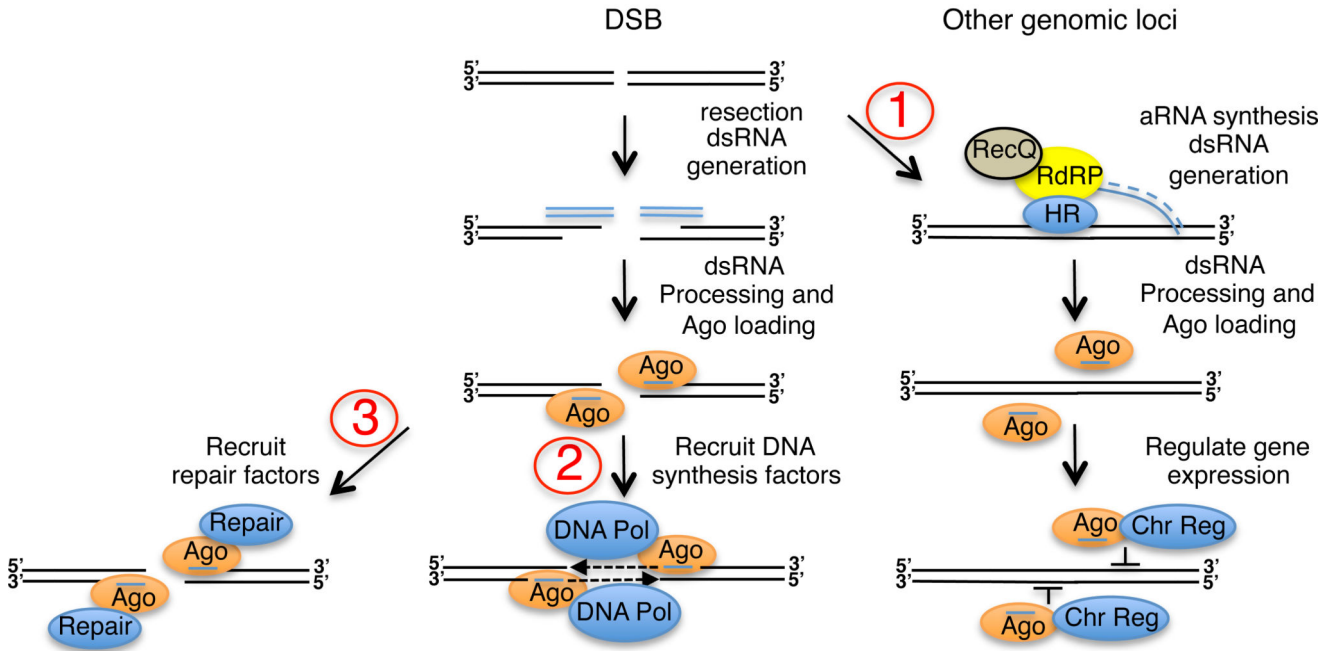 DSB
Other genomic loci
5’ 3’
3’ 5’
resection
dsRNA
generation
1
aRNA synthesis
dsRNA
generation
RecQ
RdRP
HR
5’ 3’
3’ 5’
5’ 3’
3’ 5’
dsRNA
Processing and
Ago loading
dsRNA
Processing and
Ago loading
Ago
5’ 3’
3’ 5’
Ago
Ago
5’ 3’
3’ 5’
Ago
3
Recruit
repair factors
2
Recruit DNA
synthesis factors
Regulate gene
expression
Repair
Ago
5’ 3’
3’ 5’
Ago
Repair
DNA Pol
Ago
5’ 3’
3’ 5’
Ago
DNA Pol
Ago Chr Reg
5’ 3’
3’ 5’
Ago Chr Reg